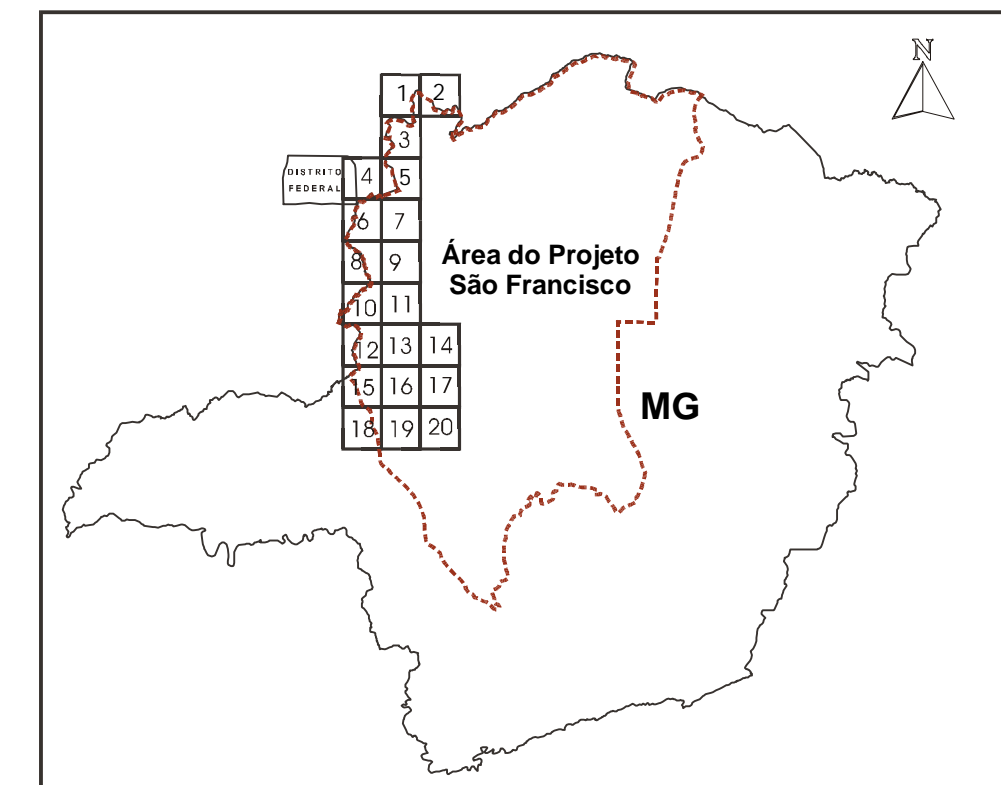 N
1 2
3
DISTRITO
FEDERAL
4 5
6 7
8 9
Área do Projeto
São Francisco
10 11
12 13 14
15 16 17
MG
18 19 20